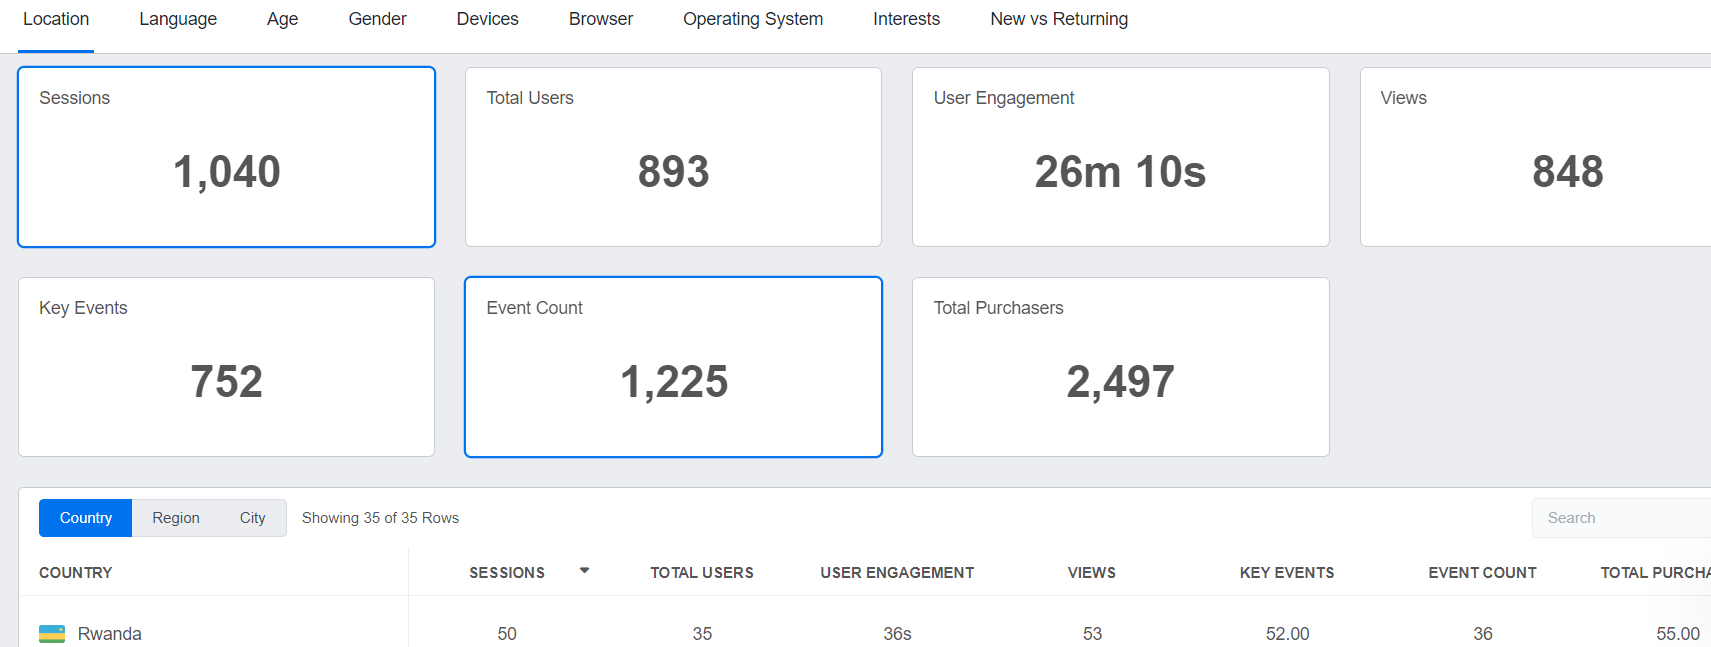 Location Language Age Gender Devices Browser Operating System Interests New vs Returning
Sessions Total Users User Engagement Views
1,040 893 26m 10s 848
Key Events Event Count Total Purchasers
752 1,225 2,497
Country Region City Showing 35 of 35 Rows Search
COUNTRY SESSIONS TOTAL USERS USER ENGAGEMENT VIEWS KEY EVENTS EVENT COUNT TOTAL PURCHA
Rwanda 50 35 36s 53 52.00 36 55.00